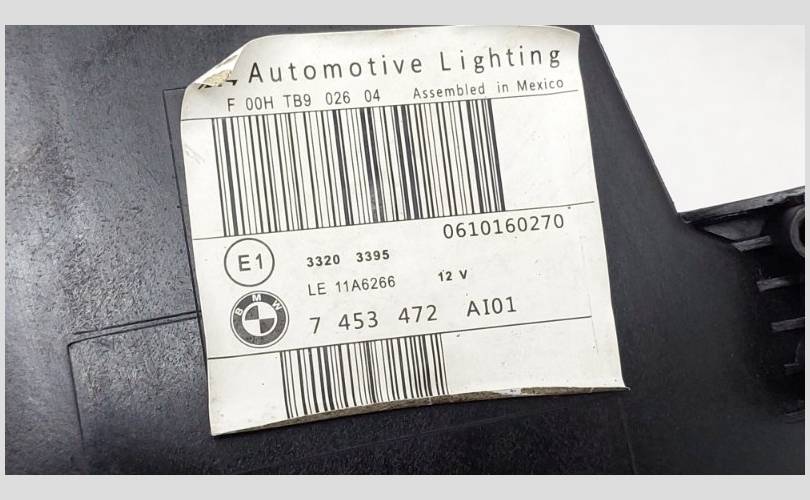 Automotive Lighting
F 00H TB9 026 04 Assembled in Mexico
0610160270
E1 3320 3395
LE 11A6266 12 V
BMW 7 453 472 AI01